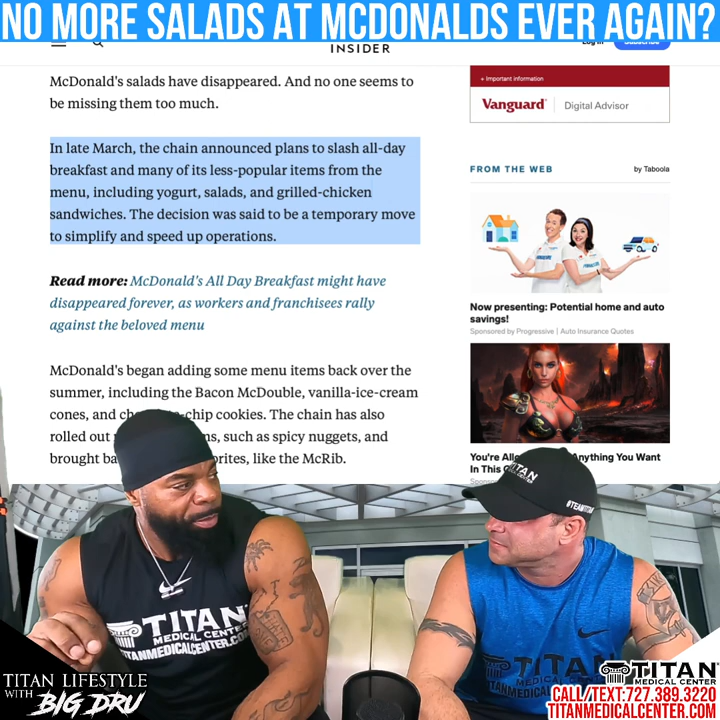 NO MORE SALADS AT MCDONALDS EVER AGAIN?
INSIDER
McDonald's salads have disappeared. And no one seems to
be missing them too much.
In late March, the chain announced plans to slash all-day
breakfast and many of its less-popular items from the
menu, including yogurt, salads, and grilled-chicken
sandwiches. The decision was said to be a temporary move
to simplify and speed up operations.
Read more: McDonald's All Day Breakfast might have
disappeared forever, as workers and franchisees rally
against the beloved menu
McDonald's began adding some menu items back over the
summer, including the Bacon McDouble, vanilla-ice-cream
cones, and chip cookies. The chain has also
rolled out such as spicy nuggets, and
brought like the McRib.
+ Important information
Vanguard Digital Advisor
FROM THE WEB by Taboola
Now presenting: Potential home and auto
savings!
Sponsored by Progressive | Auto Insurance Quotes
You're Anything You Want
In This
TITAN
MEDICAL CENTER
#TEAMTITAN
TITAN
MEDICAL CENTER
TITANMEDICALCENTER.COM
TITAN
TITAN LIFESTYLE
WITH BIG DRU
TITAN
MEDICAL CENTER
CALL/TEXT:727.389.3220
TITANMEDICALCENTER.COM